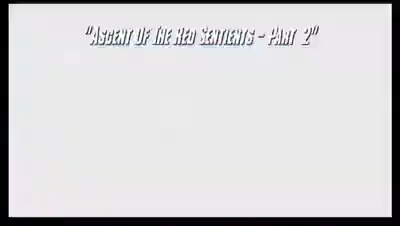 "Ascent Of The Red Sentients - Part 2"